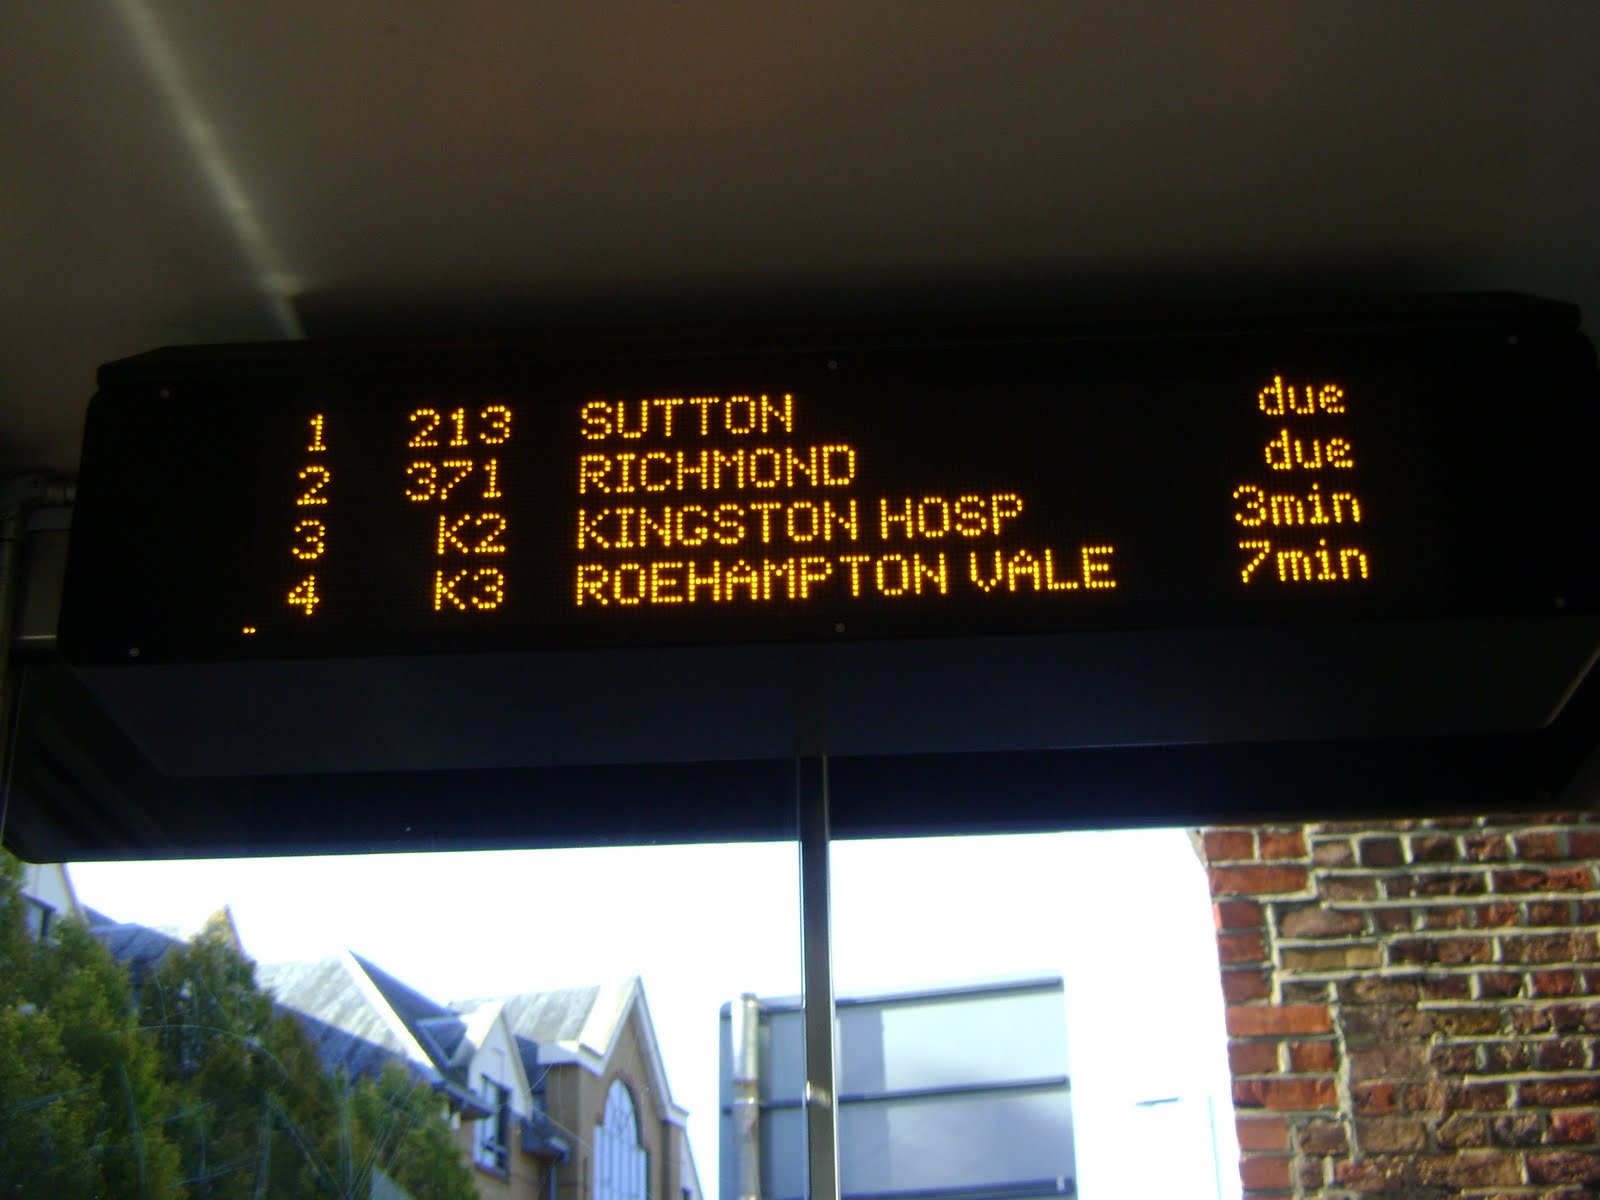 1 213 SUTTON due
2 371 RICHMOND due
3 K2 KINGSTON HOSP 3min
4 K3 ROEHAMPTON VALE 7min